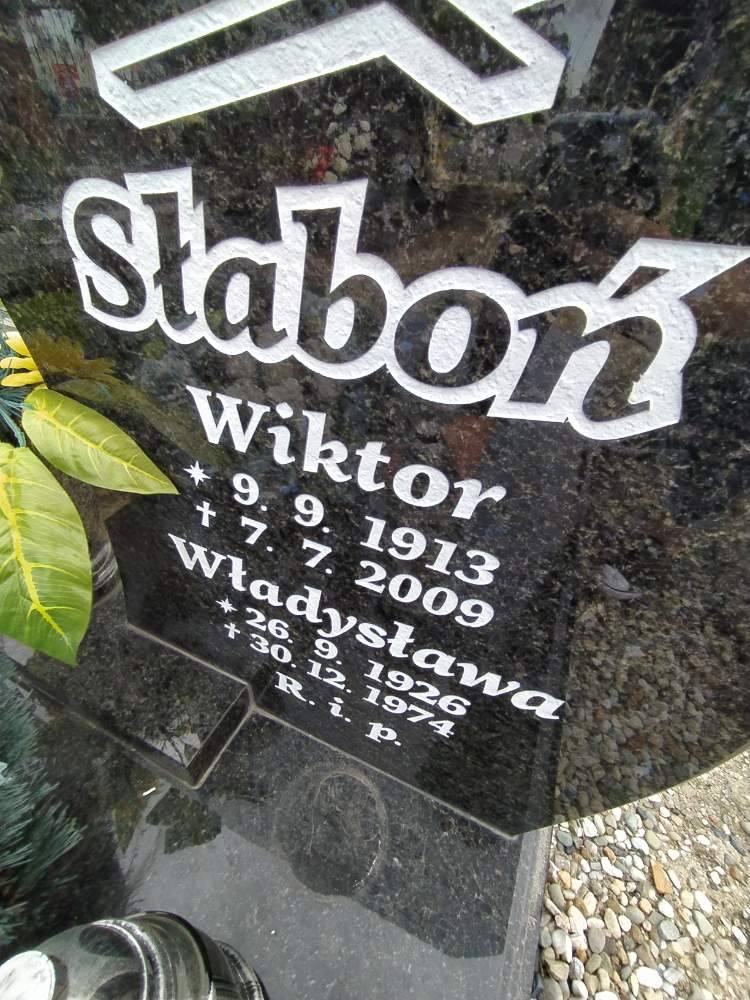 Słaboń
Wiktor
* 9. 9. 1913
† 7. 7. 2009
Władysława
* 26. 9. 1926
† 30. 12. 1974
R. i. p.